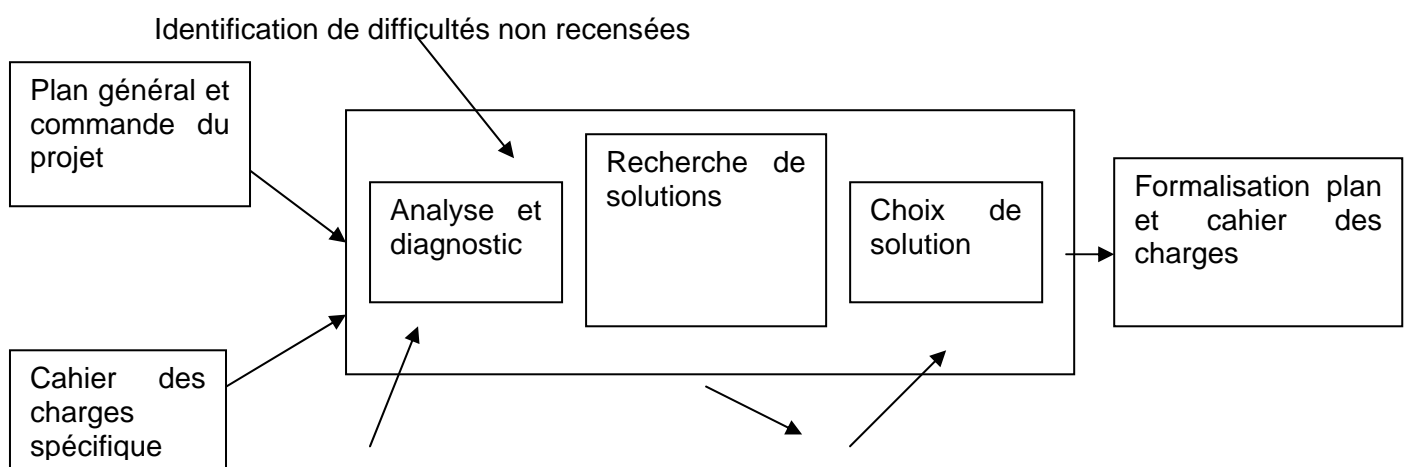 Identification de difficultés non recensées
Plan général et
commande du
projet
Recherche de
solutions
Analyse et
diagnostic
Choix de
solution
Formalisation plan
et cahier des
charges
Cahier des
charges
spécifique